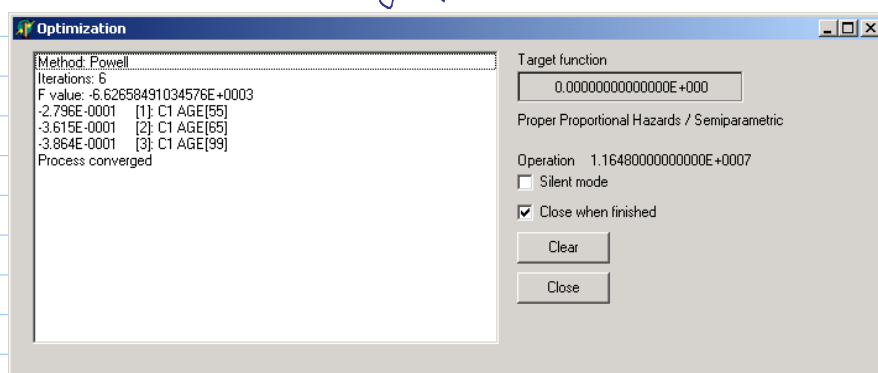 Optimization
Method: Powell
Iterations: 6
F value: -6.62658491034576E+0003
-2.796E-0001 [1]: C1 AGE[55]
-3.615E-0001 [2]: C1 AGE[65]
-3.864E-0001 [3]: C1 AGE[99]
Process converged
Target function
0.00000000000000E+000
Proper Proportional Hazards / Semiparametric
Operation 1.16480000000000E+0007
Silent mode
Close when finished
Clear
Close